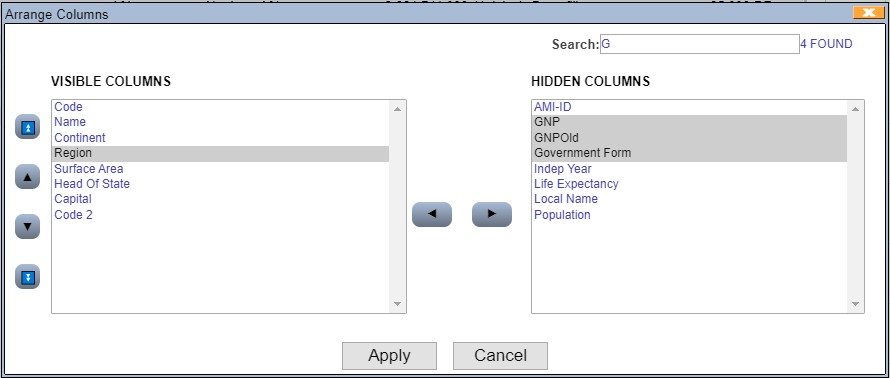 Arrange Columns
Search:G 4 FOUND
VISIBLE COLUMNS
Code
Name
Continent
Region
Surface Area
Head Of State
Capital
Code 2
HIDDEN COLUMNS
AMI-ID
GNP
GNPOld
Government Form
Indep Year
Life Expectancy
Local Name
Population
Apply Cancel